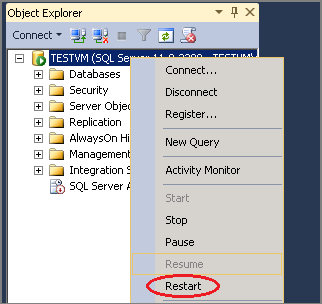 Object Explorer
Connect
TESTVM (SQL Server 11.0.2200 - TESTVM)
Databases
Security
Server Objec
Replication
AlwaysOn Hi
Management
Integration S
SQL Server A
Connect...
Disconnect
Register...
New Query
Activity Monitor
Start
Stop
Pause
Resume
Restart